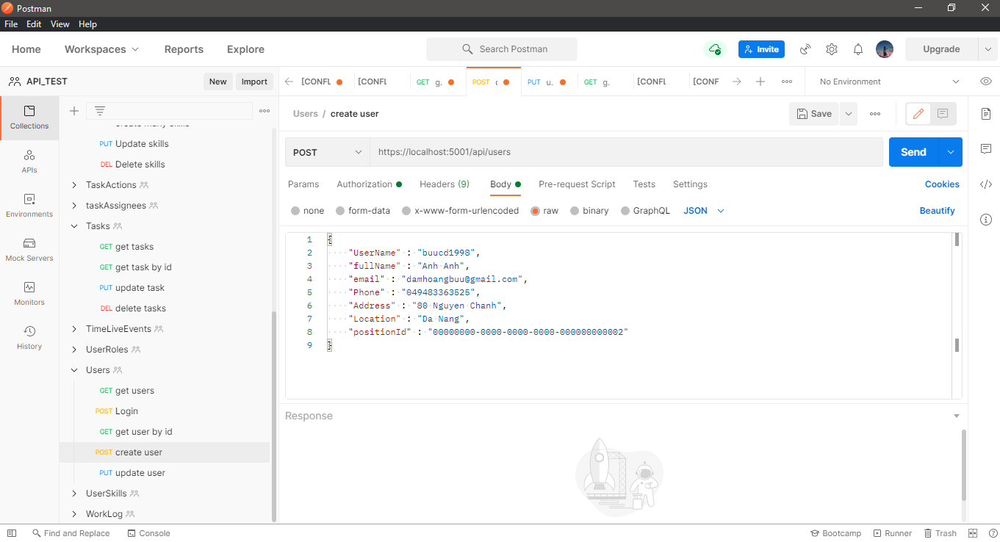 Postman
File Edit View Help
Home Workspaces Reports Explore Search Postman Invite Upgrade
API_TEST New Import
[CONFL [CONFL GET g. POST PUT u. GET g. [CONFL [CONF No Environment
Collections
APIs
Environments
Mock Servers
Monitors
History
create many skills
PUT Update skills
DEL Delete skills
TaskActions
taskAssignees
Tasks
GET get tasks
GET get task by id
PUT update task
DEL delete tasks
TimeLiveEvents
UserRoles
Users
GET get users
POST Login
GET get user by id
POST create user
PUT update user
UserSkills
WorkLog
Users / create user Save
POST https://localhost:5001/api/users Send
Params Authorization Headers (9) Body Pre-request Script Tests Settings Cookies
none form-data x-www-form-urlencoded raw binary GraphQL JSON Beautify
1 {
2 "UserName" : "buucd1998",
3 "fullName" : "Anh Anh",
4 "email" : "damhoangbuu@gmail.com",
5 "Phone" : "049483363525",
6 "Address" : "80 Nguyen Chanh",
7 "Location" : "Da Nang",
8 "positionId" : "00000000-0000-0000-0000-000000000002"
9 }
Response
Find and Replace Console Bootcamp Runner Trash